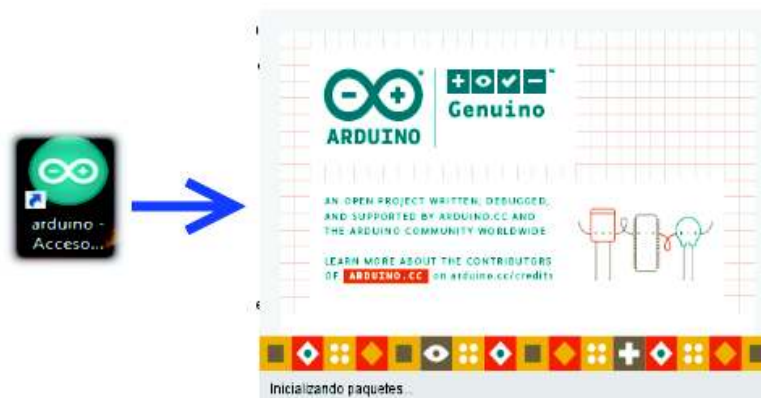 arduino -
Acceso...
ARDUINO
Genuino
AN OPEN PROJECT WRITTEN, DEBUGGED,
AND SUPPORTED BY ARDUINO.CC AND
THE ARDUINO COMMUNITY WORLDWIDE
LEARN MORE ABOUT THE CONTRIBUTORS
OF ARDUINO.CC on arduino.cc/credits
Inicializando paquetes...